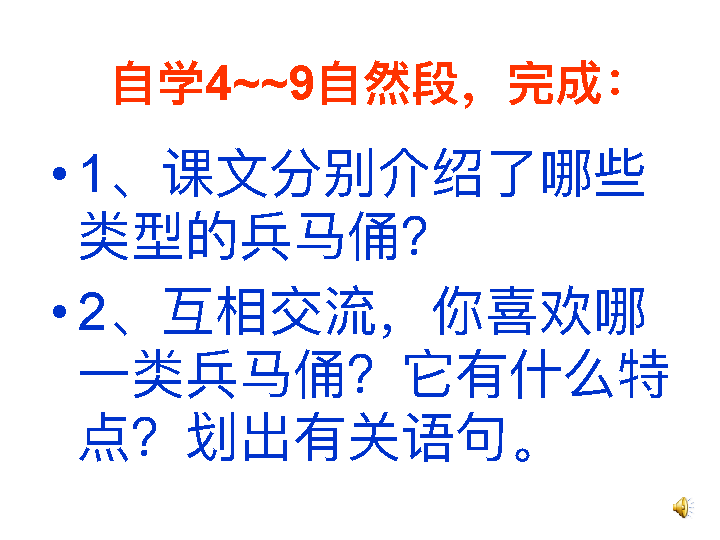 自学4~~9自然段，完成：
•1、课文分别介绍了哪些
类型的兵马俑？
•2、互相交流，你喜欢哪
一类兵马俑？它有什么特
点？划出有关语句。